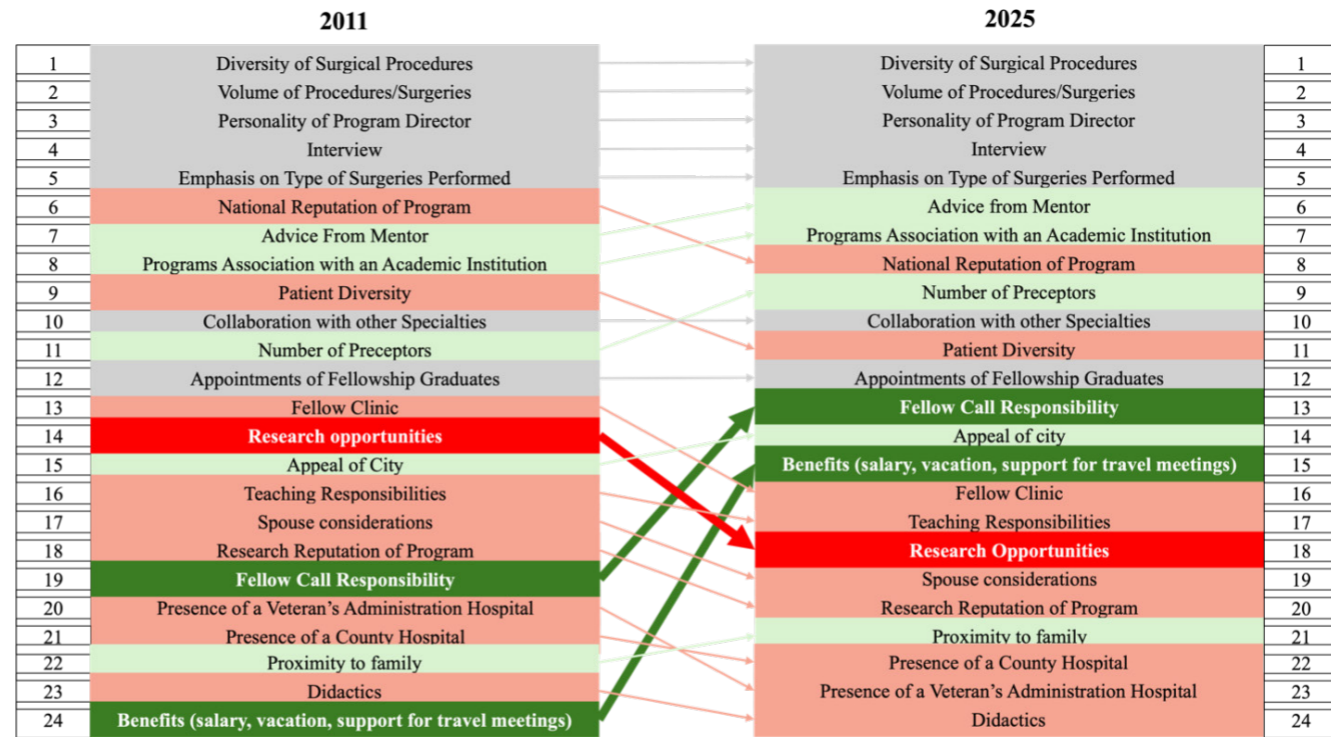 2011 2025
1 Diversity of Surgical Procedures Diversity of Surgical Procedures 1
2 Volume of Procedures/Surgeries Volume of Procedures/Surgeries 2
3 Personality of Program Director Personality of Program Director 3
4 Interview Interview 4
5 Emphasis on Type of Surgeries Performed Emphasis on Type of Surgeries Performed 5
6 National Reputation of Program Advice from Mentor 6
7 Advice From Mentor Programs Association with an Academic Institution 7
8 Programs Association with an Academic Institution National Reputation of Program 8
9 Patient Diversity Number of Preceptors 9
10 Collaboration with other Specialties Collaboration with other Specialties 10
11 Number of Preceptors Patient Diversity 11
12 Appointments of Fellowship Graduates Appointments of Fellowship Graduates 12
13 Fellow Clinic Fellow Call Responsibility 13
14 Research opportunities Appeal of city 14
15 Appeal of City Benefits (salary, vacation, support for travel meetings) 15
16 Teaching Responsibilities Fellow Clinic 16
17 Spouse considerations Teaching Responsibilities 17
18 Research Reputation of Program Research Opportunities 18
19 Fellow Call Responsibility Spouse considerations 19
20 Presence of a Veteran's Administration Hospital Research Reputation of Program 20
21 Presence of a County Hospital Proximity to family 21
22 Proximity to family Presence of a County Hospital 22
23 Didactics Presence of a Veteran's Administration Hospital 23
24 Benefits (salary, vacation, support for travel meetings) Didactics 24